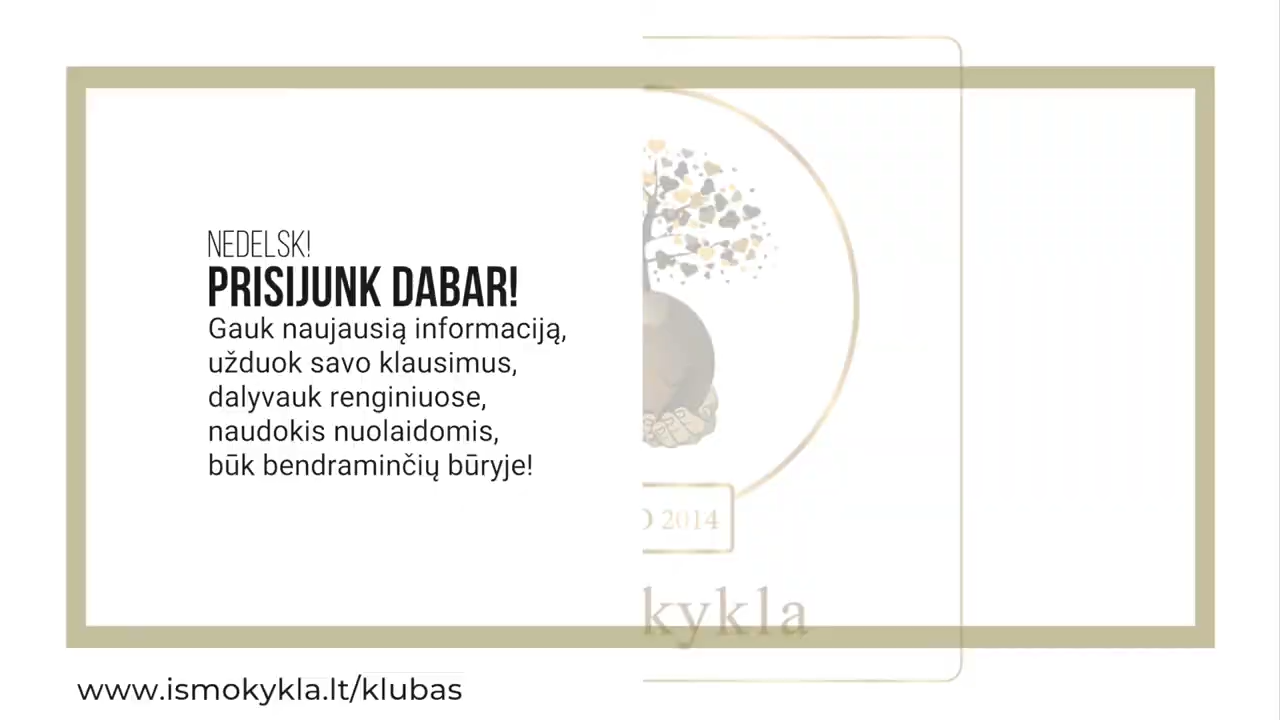 NEDELSK!
PRISIJUNK DABAR!
Gauk naujausią informaciją,
užduok savo klausimus,
dalyvauk renginiuose,
naudokis nuolaidomis,
būk bendraminčių būryje!
2014
kykla
www.ismokykla.lt/klubas